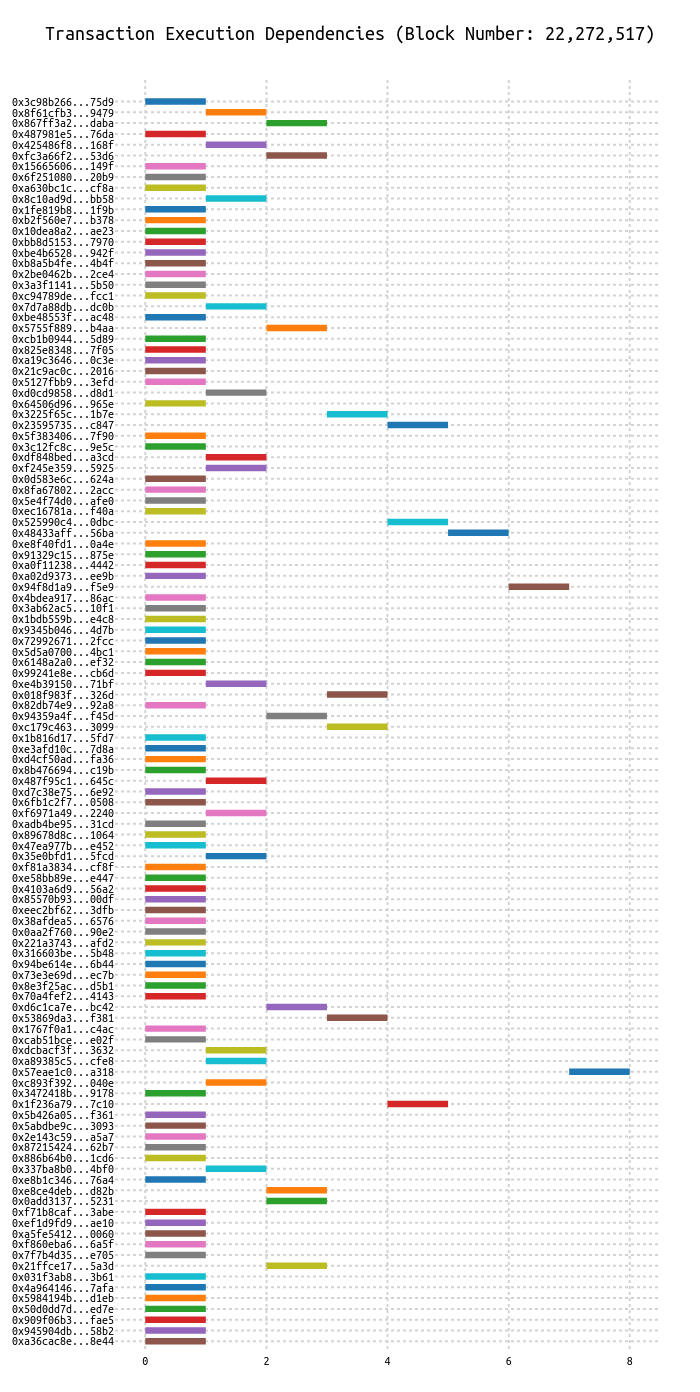 Transaction Execution Dependencies (Block Number: 22,272,517)
0x3c98b266...75d9
0x8f61cfb3...9479
0x867ff3a2...daba
0x487981e5...76da
0x425486f8...168f
0xfc3a66f2...53d6
0x15665606...149f
0x6f251080...20b9
0xa630bc1c...cf8a
0x8c10ad9d...bb58
0x1fe819b8...1f9b
0xb2f560e7...b378
0x10dea8a2...ae23
0xbb8d5153...7970
0xbe4b6528...942f
0xb8a5b4fe...4b4f
0x2be0462b...2ce4
0x3a3f1141...5b50
0xc94789de...fcc1
0x7d7a88db...dc0b
0xbe48553f...ac48
0x5755f889...b4aa
0xcb1b0944...5d89
0x825e8348...7f05
0xa19c3646...0c3e
0x21c9ac0c...2016
0x5127fbb9...3efd
0xd0cd9858...d8d1
0x64506d96...965e
0x3225f65c...1b7e
0x23595735...c847
0x5f383406...7f90
0x3c12fc8c...9e5c
0xdf848bed...a3cd
0xf245e359...5925
0x0d583e6c...624a
0x8fa67802...2acc
0x5e4f74d0...afe0
0xec16781a...f40a
0x525990c4...0dbc
0x48433aff...56ba
0xe8f40fd1...0a4e
0x91329c15...875e
0xa0f11238...4442
0xa02d9373...ee9b
0x94f8d1a9...f5e9
0x4bdea917...86ac
0x3ab62ac5...10f1
0x1bdb559b...e4c8
0x9345b046...4d7b
0x72992671...2fcc
0x5d5a0700...4bc1
0x6148a2a0...ef32
0x99241e8e...cb6d
0xe4b39150...71bf
0x018f983f...326d
0x82db74e9...92a8
0x94359a4f...f45d
0xc179c463...3099
0x1b816d17...5fd7
0xe3afd10c...7d8a
0xd4cf50ad...fa36
0x8b476694...c19b
0x487f95c1...645c
0xd7c38e75...6e92
0x6fb1c2f7...0508
0xf6971a49...2240
0xadb4be95...31cd
0x89678d8c...1064
0x47ea977b...e452
0x35e0bfd1...5fcd
0xf81a3834...cf8f
0xe58bb89e...e447
0x4103a6d9...56a2
0x85570b93...00df
0xeec2bf62...3dfb
0x38afdea5...6576
0x0aa2f760...90e2
0x221a3743...afd2
0x316603be...5b48
0x94be614e...6b44
0x73e3e69d...ec7b
0x8e3f25ac...d5b1
0x70a4fef2...4143
0xd6c1ca7e...bc42
0x53869da3...f381
0x1767f0a1...c4ac
0xcab51bce...e02f
0xdcbacf3f...3632
0xa89385c5...cfe8
0x57eae1c0...a318
0xc893f392...040e
0x3472418b...9178
0x1f236a79...7c10
0x5b426a05...f361
0x5abdbe9c...3093
0x2e143c59...a5a7
0x87215424...62b7
0x886b64b0...1cd6
0x337ba8b0...4bf0
0xe8b1c346...76a4
0xe8ce4deb...d82b
0x0add3137...5231
0xf71b8caf...3abe
0xef1d9fd9...ae10
0xa5fe5412...0060
0xf860eba6...6a5f
0x7f7b4d35...e705
0x21ffce17...5a3d
0x031f3ab8...3b61
0x4a964146...7afa
0x5984194b...d1eb
0x50d0dd7d...ed7e
0x909f06b3...fae5
0x945904db...58b2
0xa36cac8e...8e44
0 2 4 6 8